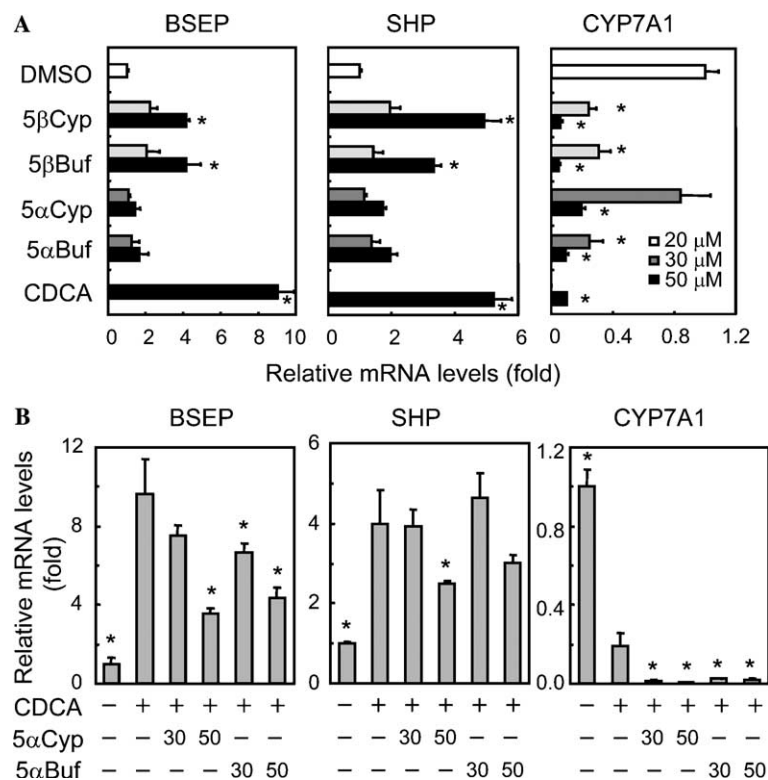 A
BSEP SHP CYP7A1
DMSO
*
5βCyp * * * *
5βBuf * * * *
5αCyp *
5αBuf * *
CDCA * * *
20 μM
30 μM
50 μM
0 2 4 6 8 10 0 2 4 6 0 0.4 0.8 1.2
Relative mRNA levels (fold)
B
BSEP SHP CYP7A1
Relative mRNA levels
(fold)
12 6 1.2
8 4 0.8
4 2 0.4
0 0 0.0
* * * * * * * * * * *
CDCA − + + + + + − + + + + + − + + + + +
5αCyp − − 30 50 − − − − 30 50 − − − − 30 50 − −
5αBuf − − − − 30 50 − − − − 30 50 − − − − 30 50